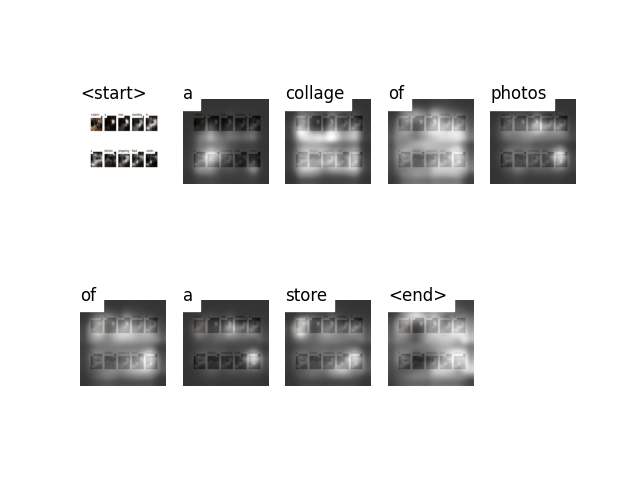 <start> a collage of photos
of a store <end>